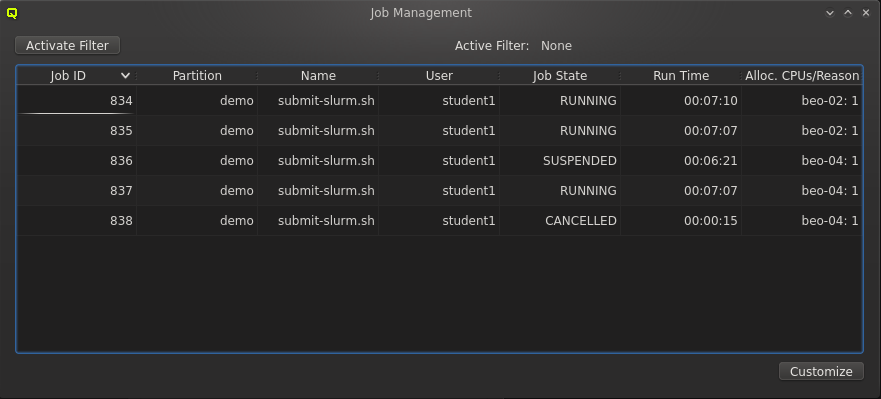 Job Management
Activate Filter Active Filter: None
Job ID Partition Name User Job State Run Time Alloc. CPUs/Reason
834 demo submit-slurm.sh student1 RUNNING 00:07:10 beo-02: 1
835 demo submit-slurm.sh student1 RUNNING 00:07:07 beo-02: 1
836 demo submit-slurm.sh student1 SUSPENDED 00:06:21 beo-04: 1
837 demo submit-slurm.sh student1 RUNNING 00:07:07 beo-04: 1
838 demo submit-slurm.sh student1 CANCELLED 00:00:15 beo-04: 1
Customize